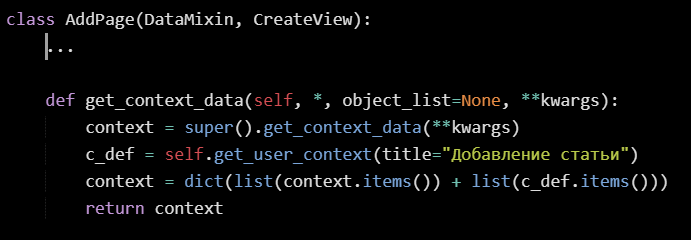 class AddPage(DataMixin, CreateView):
    ...
    def get_context_data(self, *, object_list=None, **kwargs):
        context = super().get_context_data(**kwargs)
        c_def = self.get_user_context(title="Добавление статьи")
        context = dict(list(context.items()) + list(c_def.items()))
        return context